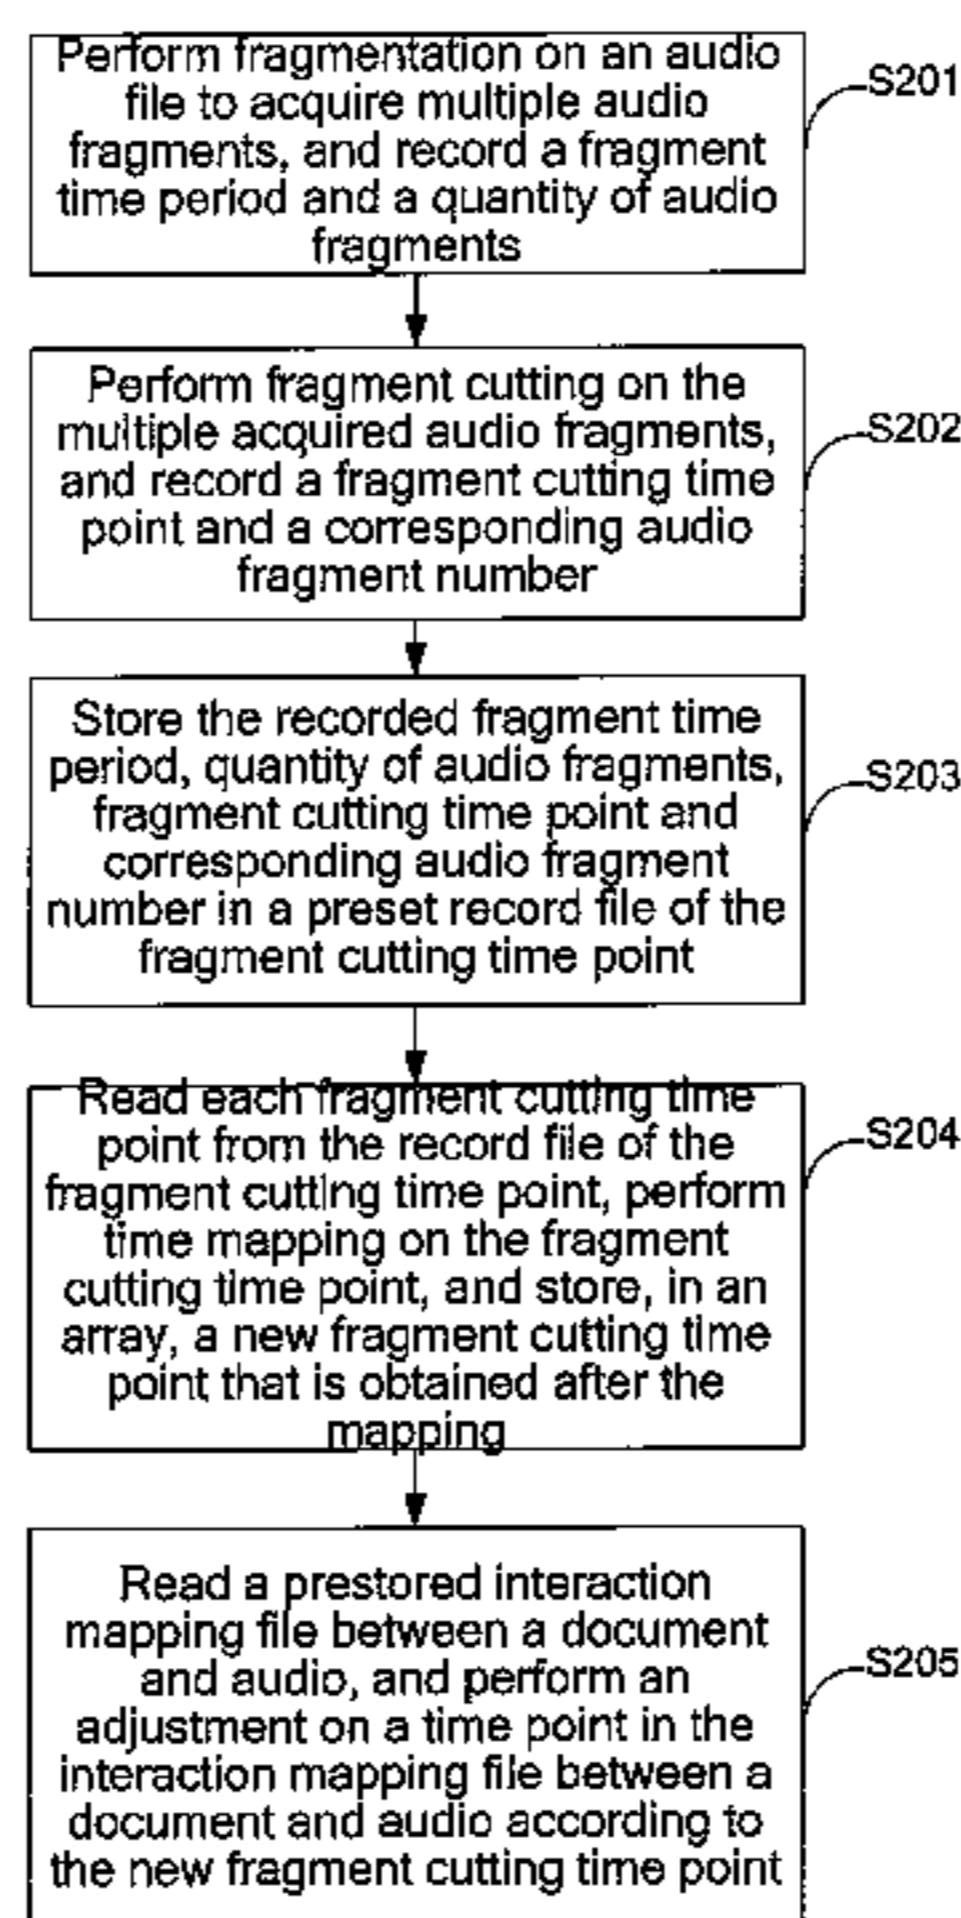 Perform fragmentation on an audio
file to acquire multiple audio
fragments, and record a fragment
time period and a quantity of audio
fragments
S201
Perform fragment cutting on the
multiple acquired audio fragments,
and record a fragment cutting time
point and a corresponding audio
fragment number
S202
Store the recorded fragment time
period, quantity of audio fragments,
fragment cutting time point and
corresponding audio fragment
number in a preset record file of the
fragment cutting time point
S203
Read each fragment cutting time
point from the record file of the
fragment cutting time point, perform
time mapping on the fragment
cutting time point, and store, in an
array, a new fragment cutting time
point that is obtained after the
mapping
S204
Read a prestored interaction
mapping file between a document
and audio, and perform an
adjustment on a time point in the
interaction mapping file between a
document and audio according to
the new fragment cutting time point
S205